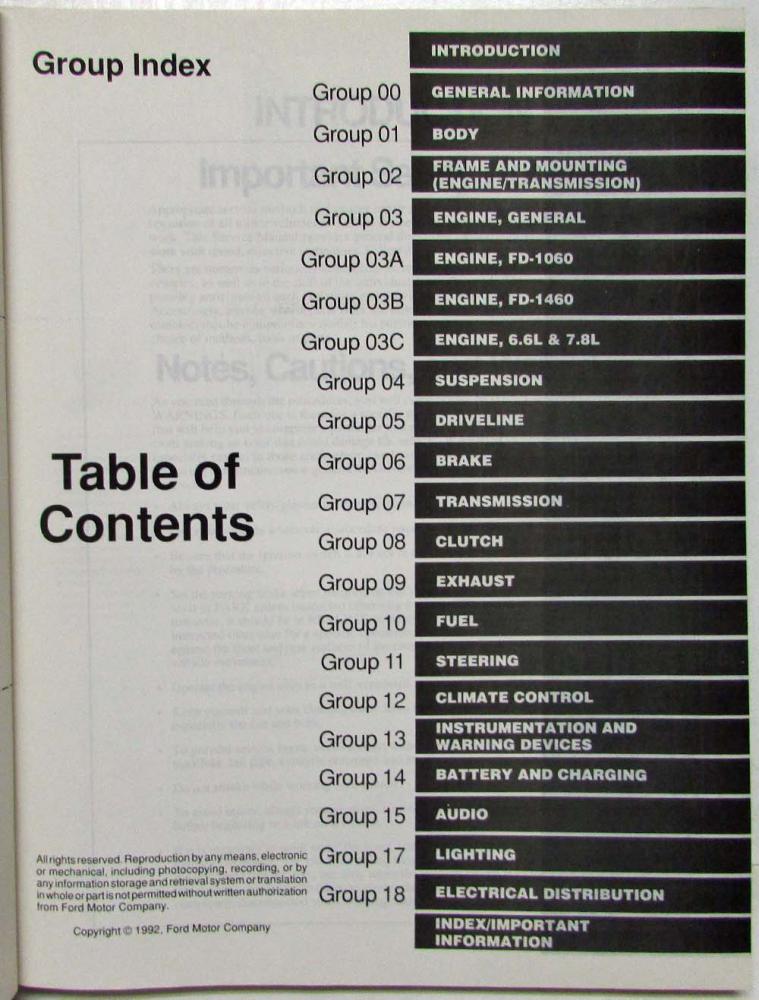 Group Index
INTRODUCTION
Group 00 GENERAL INFORMATION
Group 01 BODY
Group 02 FRAME AND MOUNTING
(ENGINE/TRANSMISSION)
Group 03 ENGINE, GENERAL
Group 03A ENGINE, FD-1060
Group 03B ENGINE, FD-1460
Group 03C ENGINE, 6.6L & 7.8L
Group 04 SUSPENSION
Group 05 DRIVELINE
Group 06 BRAKE
Group 07 TRANSMISSION
Group 08 CLUTCH
Group 09 EXHAUST
Group 10 FUEL
Group 11 STEERING
Group 12 CLIMATE CONTROL
Group 13 INSTRUMENTATION AND
WARNING DEVICES
Group 14 BATTERY AND CHARGING
Group 15 AUDIO
Group 17 LIGHTING
Group 18 ELECTRICAL DISTRIBUTION
INDEX/IMPORTANT
INFORMATION
Table of
Contents
All rights reserved. Reproduction by any means, electronic
or mechanical, including photocopying, recording, or by
any information storage and retrieval system or translation
in whole or part is not permitted without written authorization
from Ford Motor Company.
Copyright © 1992, Ford Motor Company